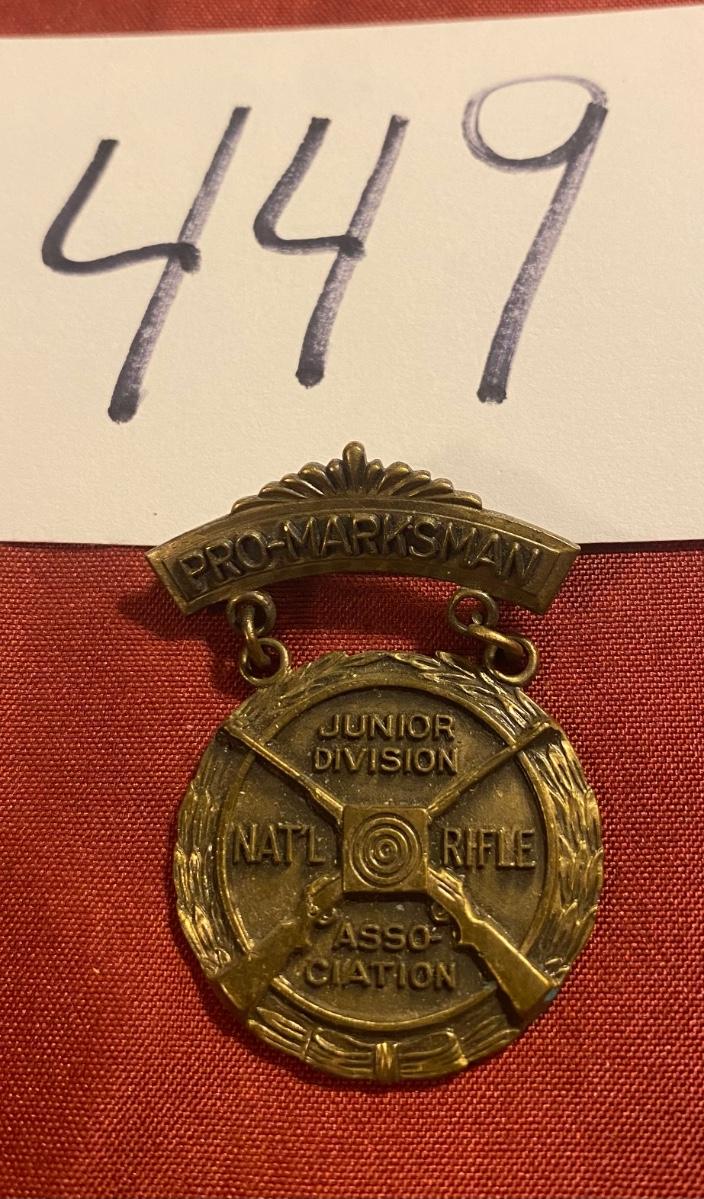 449
PRO-MARKSMAN
JUNIOR
DIVISION
NAT'L RIFLE
ASSO-
CIATION